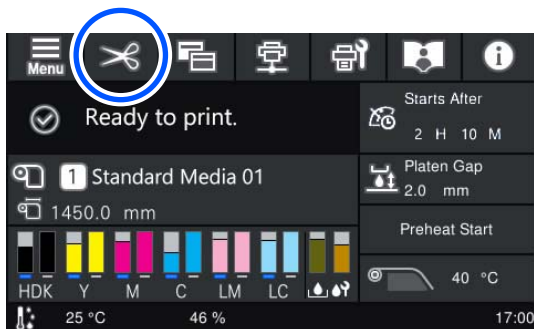 Menu
Ready to print.
Starts After
2 H 10 M
1 Standard Media 01
1450.0 mm
Platen Gap
2.0 mm
Preheat Start
HDK Y M C LM LC
40 °C
25 °C 46 % 17:00